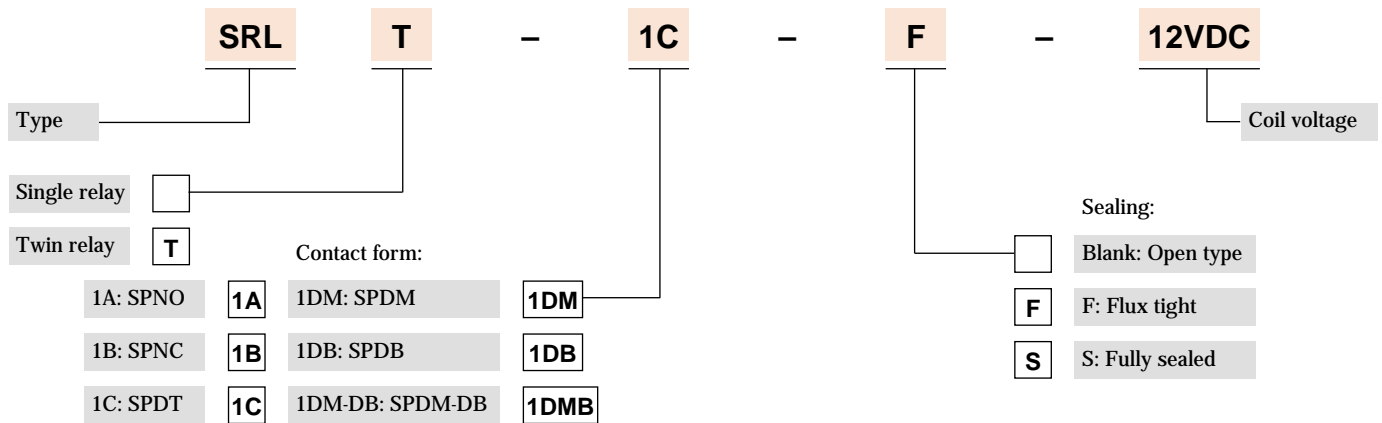 SRL T – 1C – F – 12VDC
Type
Coil voltage
Single relay
Sealing:
Twin relay T
Contact form:
Blank: Open type
1A: SPNO 1A 1DM: SPDM 1DM
F F: Flux tight
1B: SPNC 1B 1DB: SPDB 1DB
S S: Fully sealed
1C: SPDT 1C 1DM-DB: SPDM-DB 1DMB